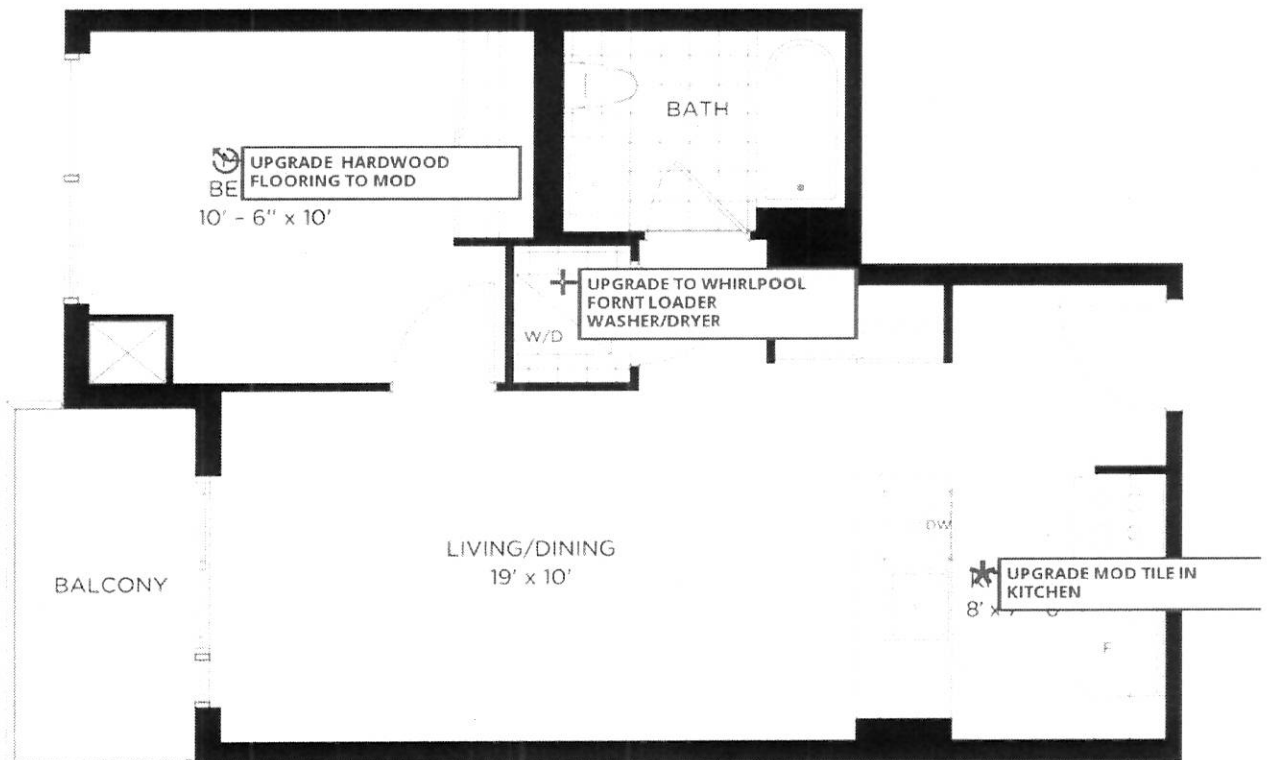 BATH
UPGRADE HARDWOOD
FLOORING TO MOD
BE
10' - 6" x 10'
UPGRADE TO WHIRLPOOL
FORNT LOADER
WASHER/DRYER
W/D
LIVING/DINING
19' x 10'
BALCONY
DW
UPGRADE MOD TILE IN
KITCHEN
8' x
F